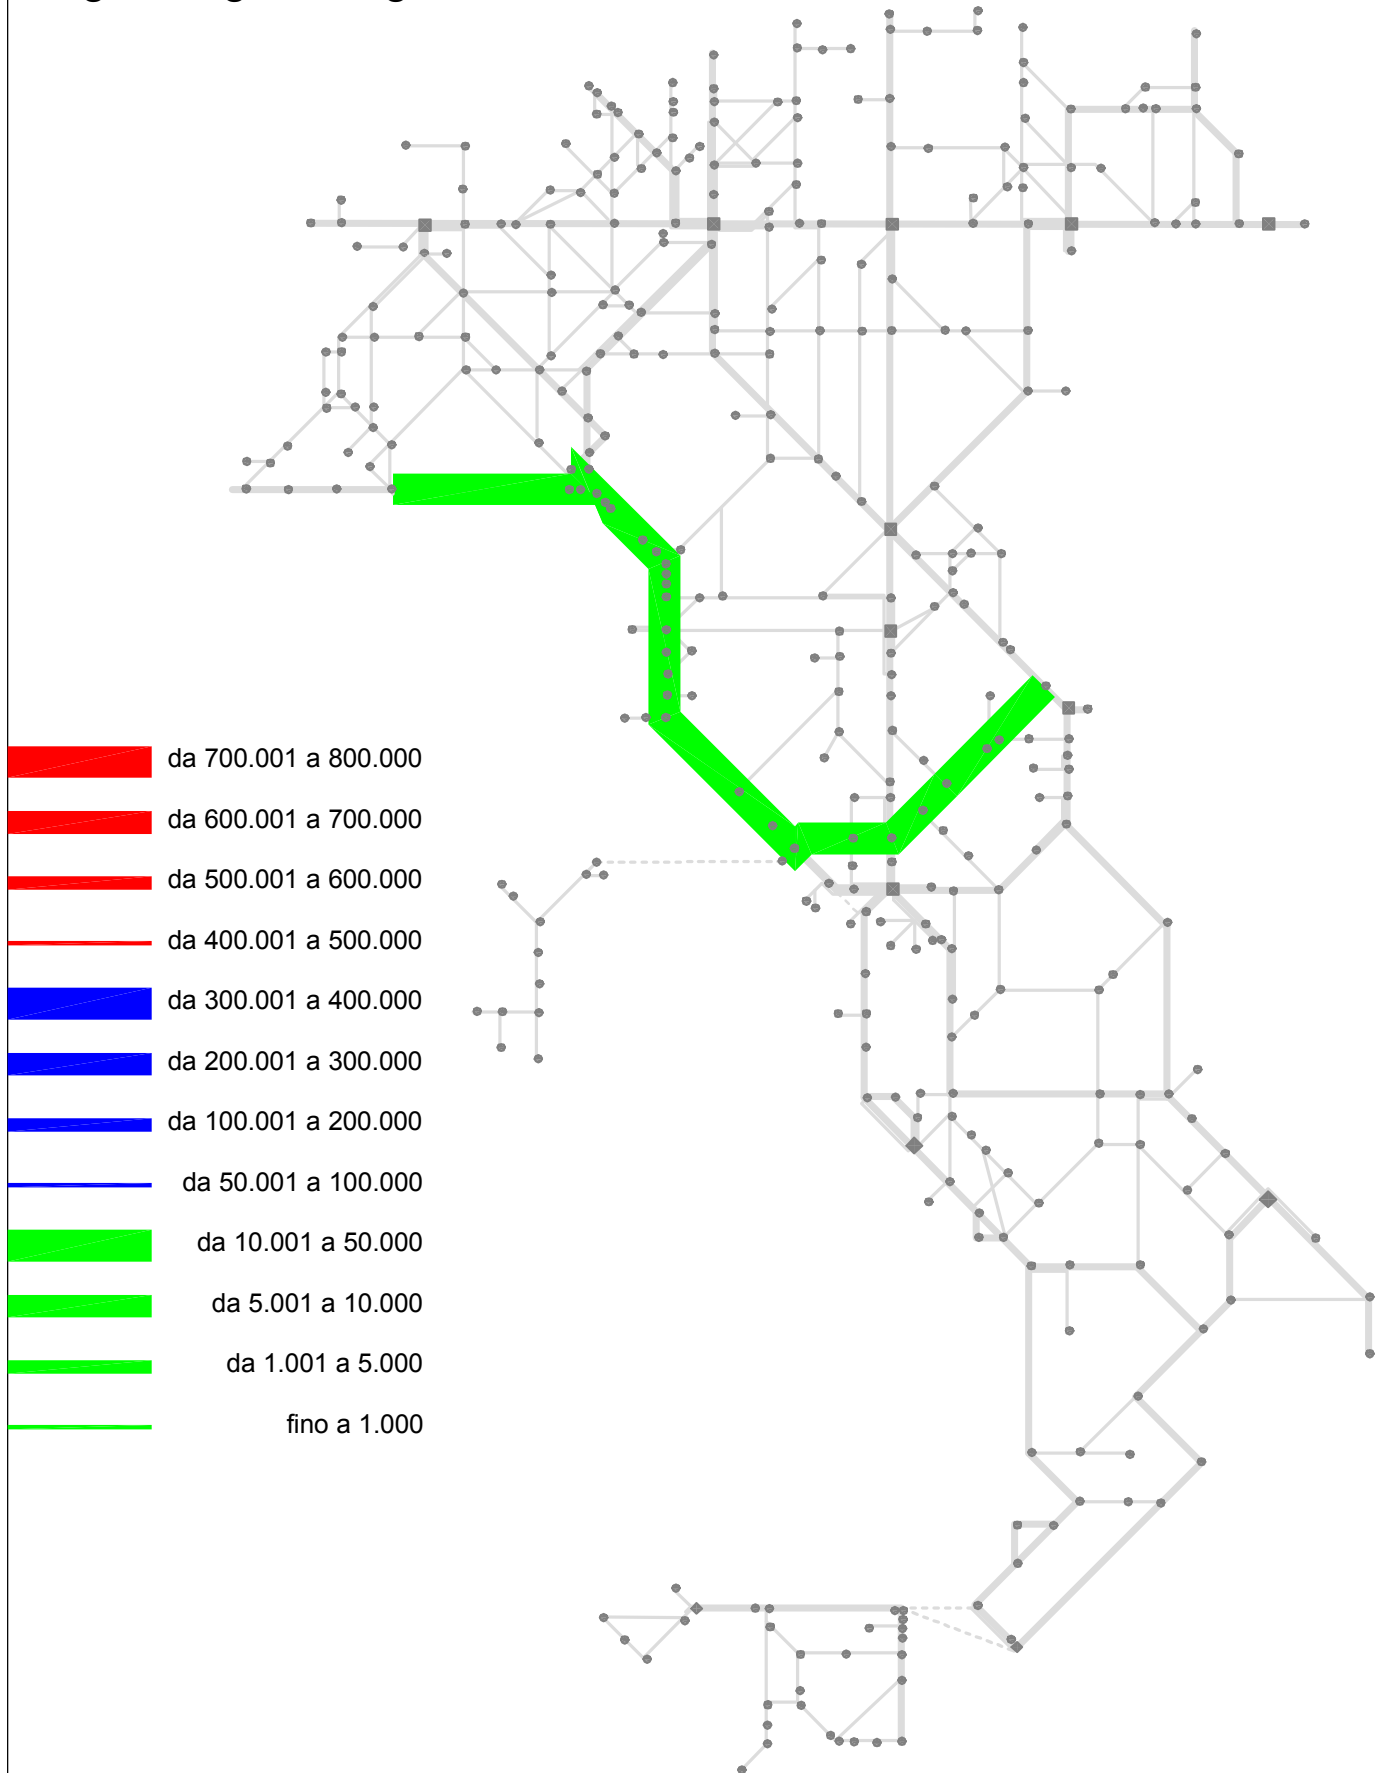 da 700.001 a 800.000
da 600.001 a 700.000
da 500.001 a 600.000
da 400.001 a 500.000
da 300.001 a 400.000
da 200.001 a 300.000
da 100.001 a 200.000
da 50.001 a 100.000
da 10.001 a 50.000
da 5.001 a 10.000
da 1.001 a 5.000
fino a 1.000